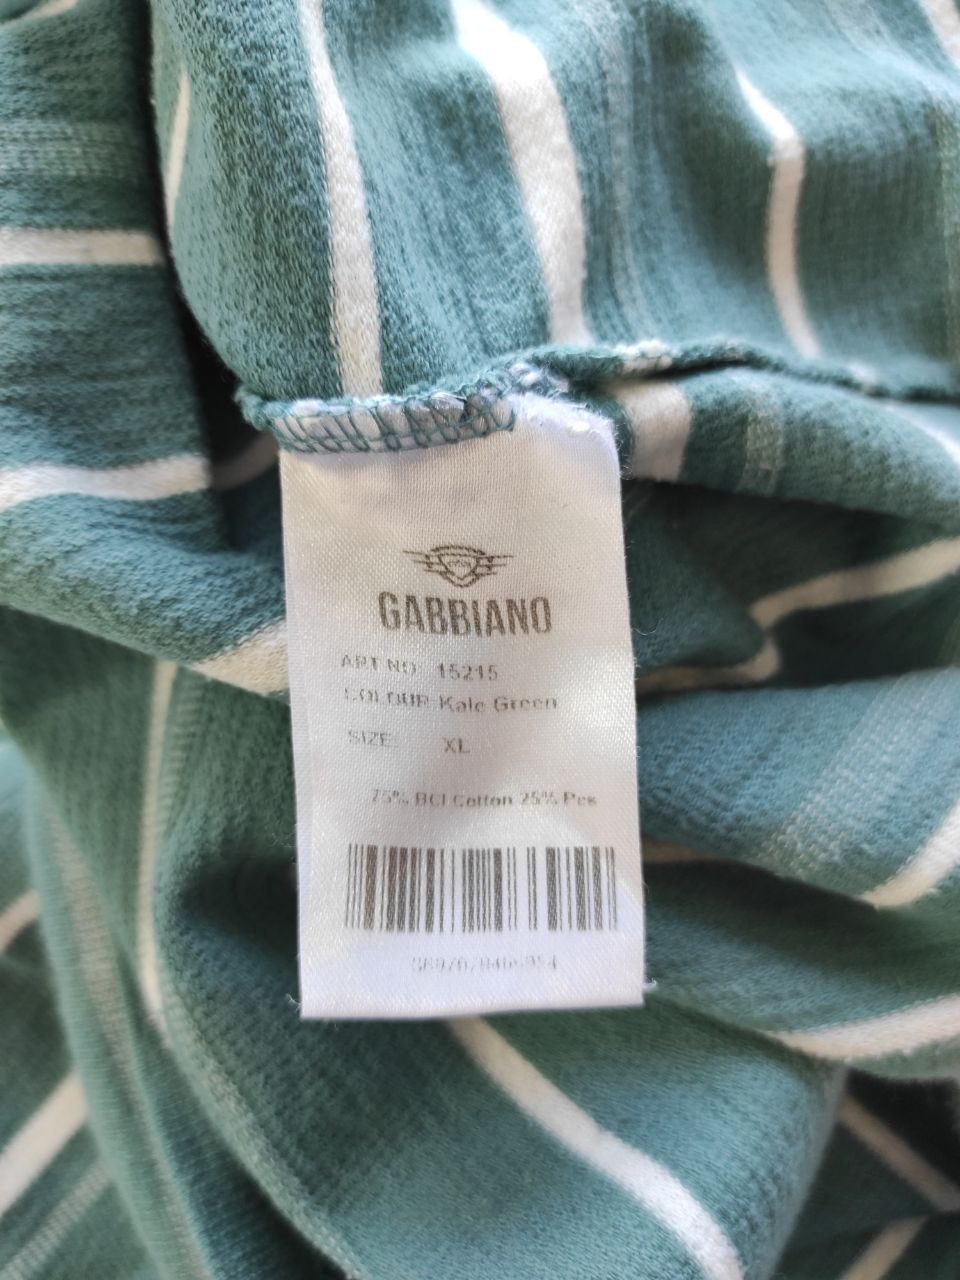 GABBIANO
ART NO: 15215
COLOUR Kale Green
SIZE XL
75% BCI Cotton 25% Pes